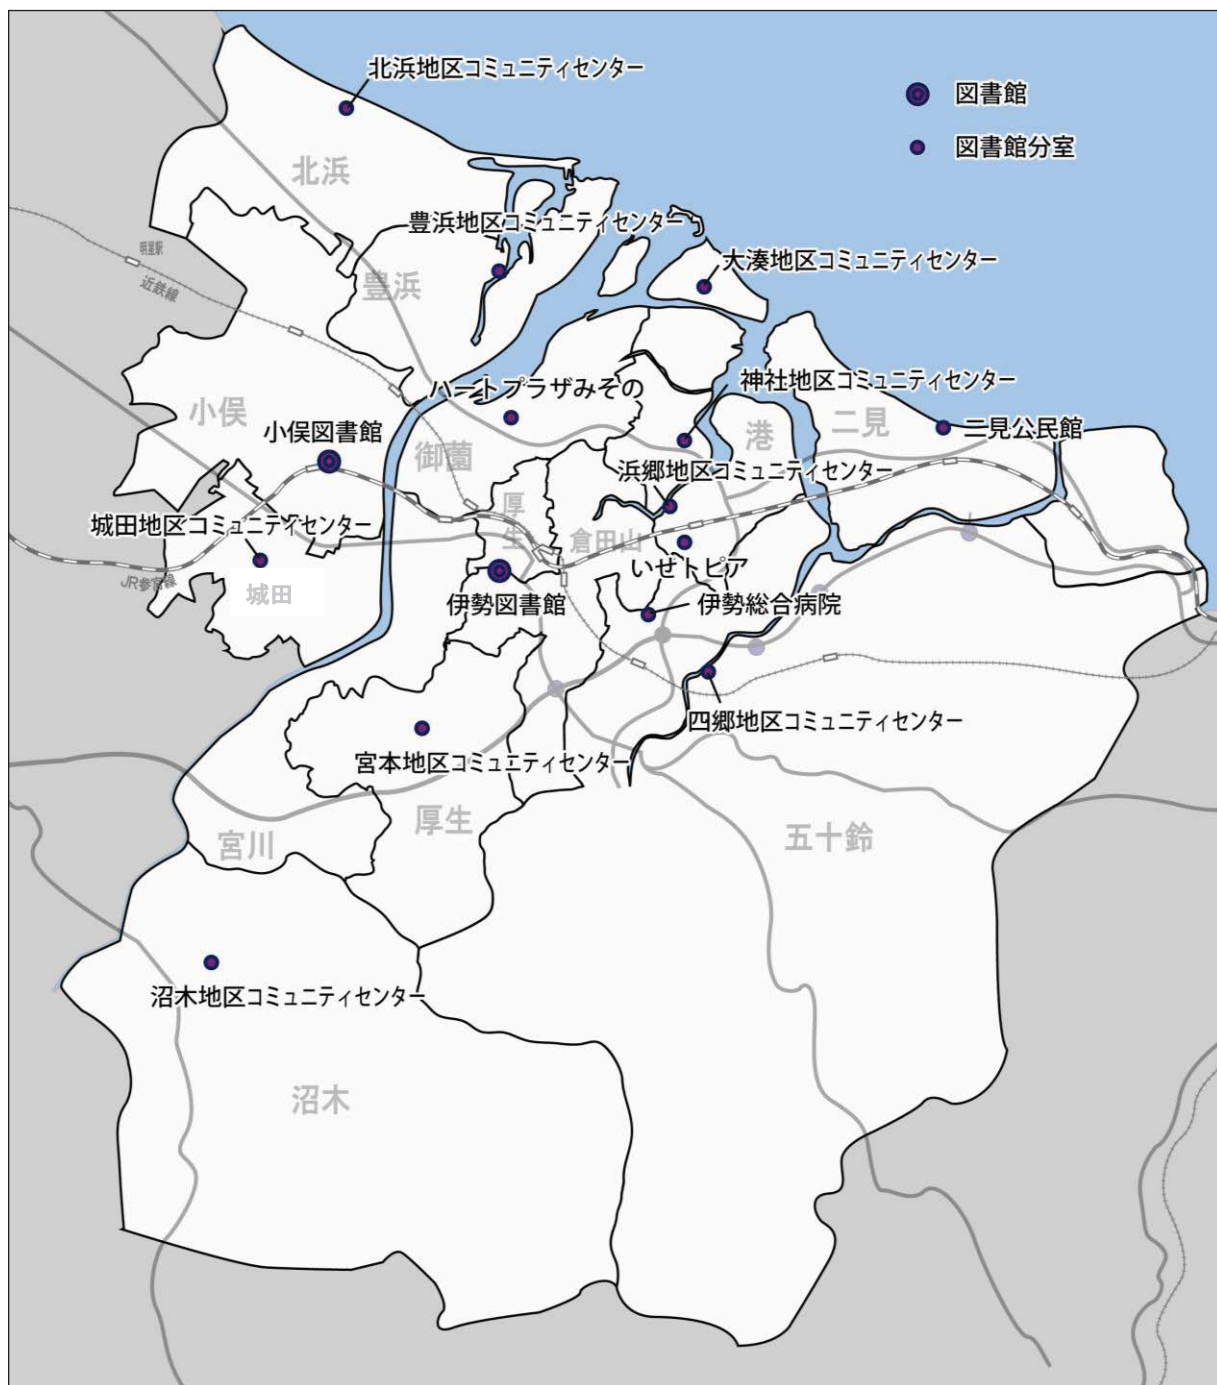 北浜地区コミュニティセンター
図書館
図書館分室
北浜
豊浜地区コミュニティセンター
明星駅
大湊地区コミュニティセンター
近鉄線
豊浜
神社地区コミュニティセンター
ハートプラザみその
小俣
港
二見
二見公民館
小俣図書館
御薗
浜郷地区コミュニティセンター
厚生
城田地区コミュニティセンター
倉田山
いせトピア
JR参宮線
城田
伊勢図書館
伊勢総合病院
四郷地区コミュニティセンター
宮本地区コミュニティセンター
厚生
五十鈴
宮川
沼木地区コミュニティセンター
沼木